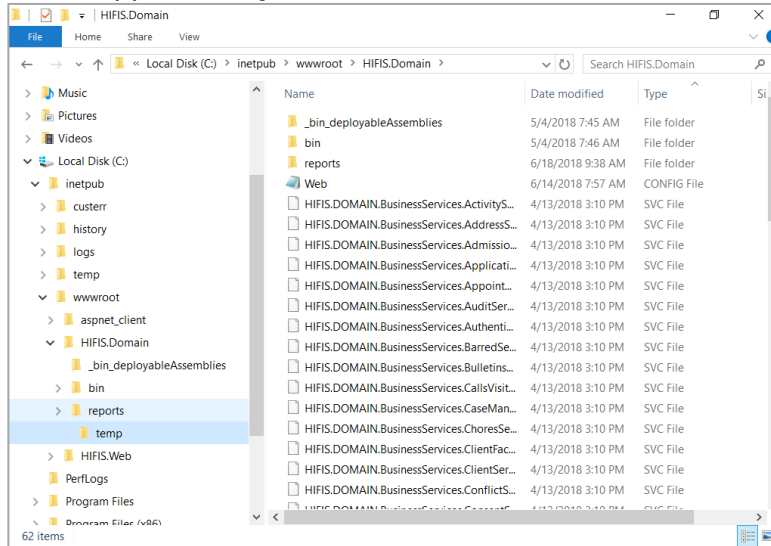 HIFIS.Domain
File Home Share View
« Local Disk (C:) > inetpub > wwwroot > HIFIS.Domain > Search HIFIS.Domain
Music
Pictures
Videos
Local Disk (C:)
inetpub
custerr
history
logs
temp
wwwroot
aspnet_client
HIFIS.Domain
_bin_deployableAssemblies
bin
reports
temp
HIFIS.Web
PerfLogs
Program Files
Program Files (x86)
Name Date modified Type Si
_bin_deployableAssemblies 5/4/2018 7:45 AM File folder
bin 5/4/2018 7:46 AM File folder
reports 6/18/2018 9:38 AM File folder
Web 6/14/2018 7:57 AM CONFIG File
HIFIS.DOMAIN.BusinessServices.ActivityS... 4/13/2018 3:10 PM SVC File
HIFIS.DOMAIN.BusinessServices.AddressS... 4/13/2018 3:10 PM SVC File
HIFIS.DOMAIN.BusinessServices.Admissio... 4/13/2018 3:10 PM SVC File
HIFIS.DOMAIN.BusinessServices.Applicati... 4/13/2018 3:10 PM SVC File
HIFIS.DOMAIN.BusinessServices.Appoint... 4/13/2018 3:10 PM SVC File
HIFIS.DOMAIN.BusinessServices.AuditSer... 4/13/2018 3:10 PM SVC File
HIFIS.DOMAIN.BusinessServices.Authenti... 4/13/2018 3:10 PM SVC File
HIFIS.DOMAIN.BusinessServices.BarredSe... 4/13/2018 3:10 PM SVC File
HIFIS.DOMAIN.BusinessServices.Bulletins... 4/13/2018 3:10 PM SVC File
HIFIS.DOMAIN.BusinessServices.CallsVisit... 4/13/2018 3:10 PM SVC File
HIFIS.DOMAIN.BusinessServices.CaseMan... 4/13/2018 3:10 PM SVC File
HIFIS.DOMAIN.BusinessServices.ChoresSe... 4/13/2018 3:10 PM SVC File
HIFIS.DOMAIN.BusinessServices.ClientFac... 4/13/2018 3:10 PM SVC File
HIFIS.DOMAIN.BusinessServices.ClientSer... 4/13/2018 3:10 PM SVC File
HIFIS.DOMAIN.BusinessServices.ConflictS... 4/13/2018 3:10 PM SVC File
62 items